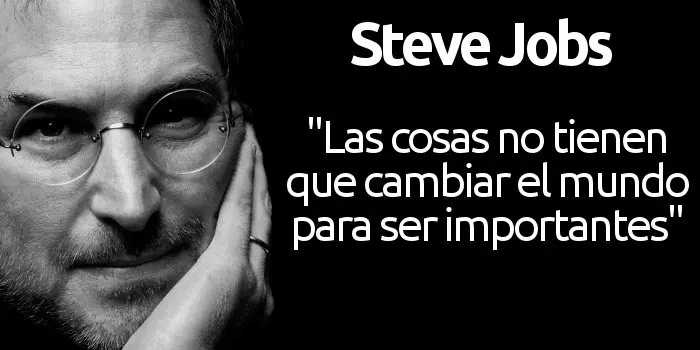 Steve Jobs
"Las cosas no tienen
que cambiar el mundo
para ser importantes"